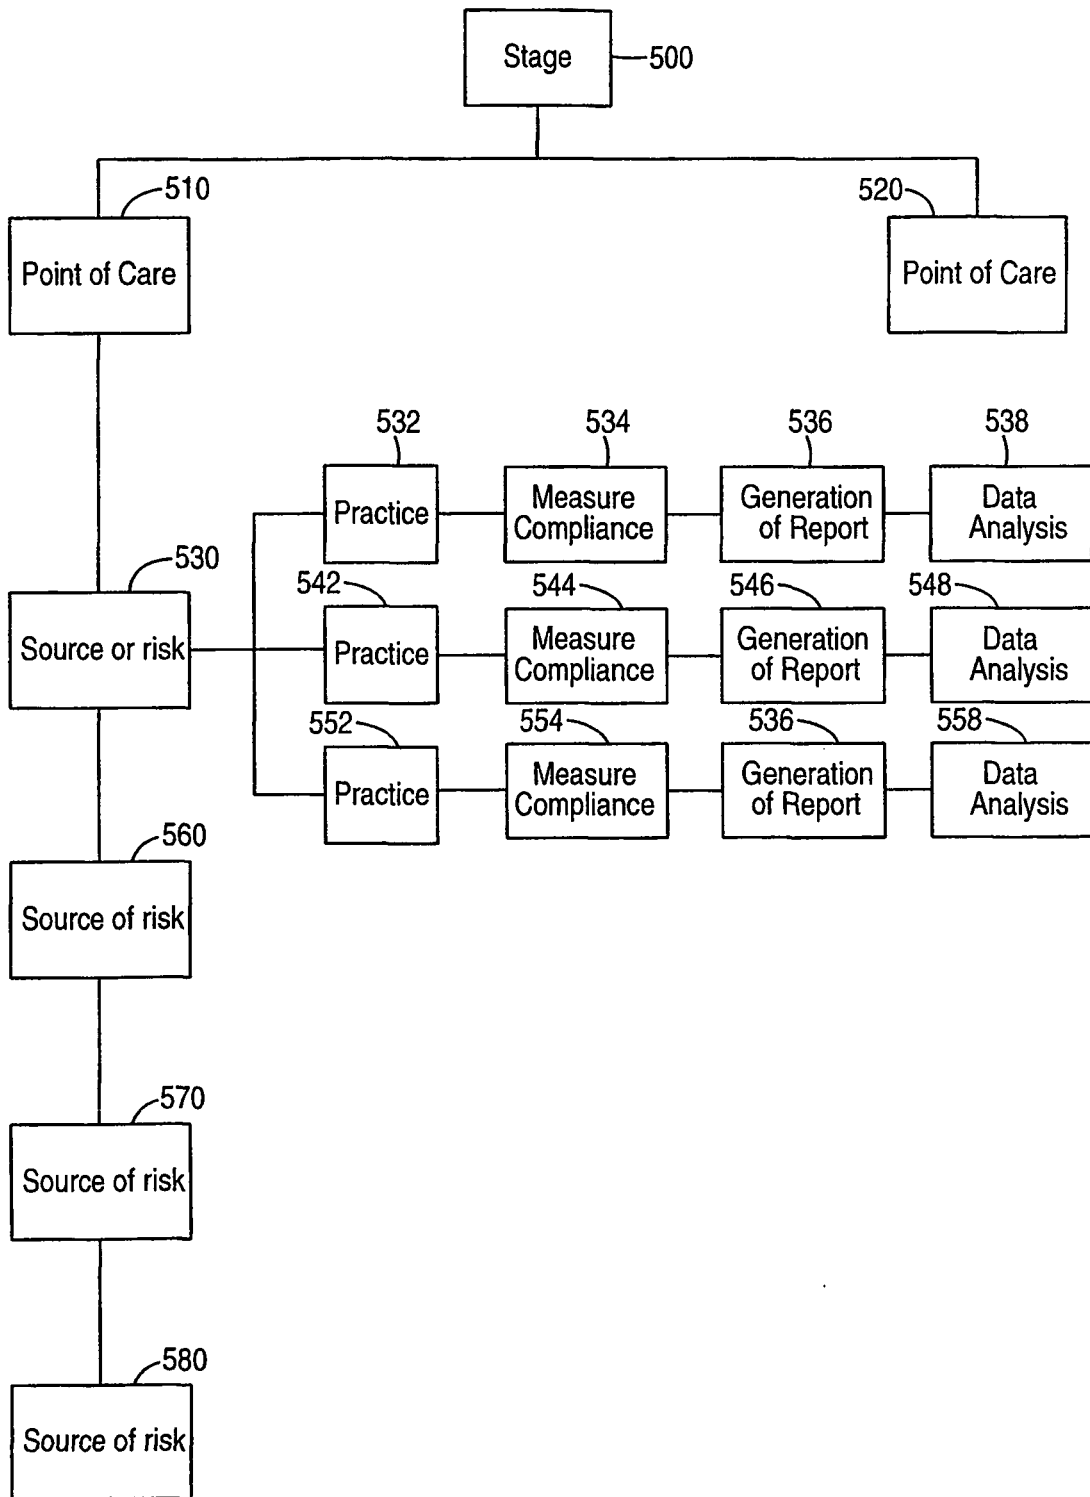 Stage
500
510
520
Point of Care
Point of Care
532
534
536
538
Practice
Measure
Compliance
Generation
of Report
Data
Analysis
530
542
544
546
548
Source or risk
Practice
Measure
Compliance
Generation
of Report
Data
Analysis
552
554
536
558
Practice
Measure
Compliance
Generation
of Report
Data
Analysis
560
Source of risk
570
Source of risk
580
Source of risk